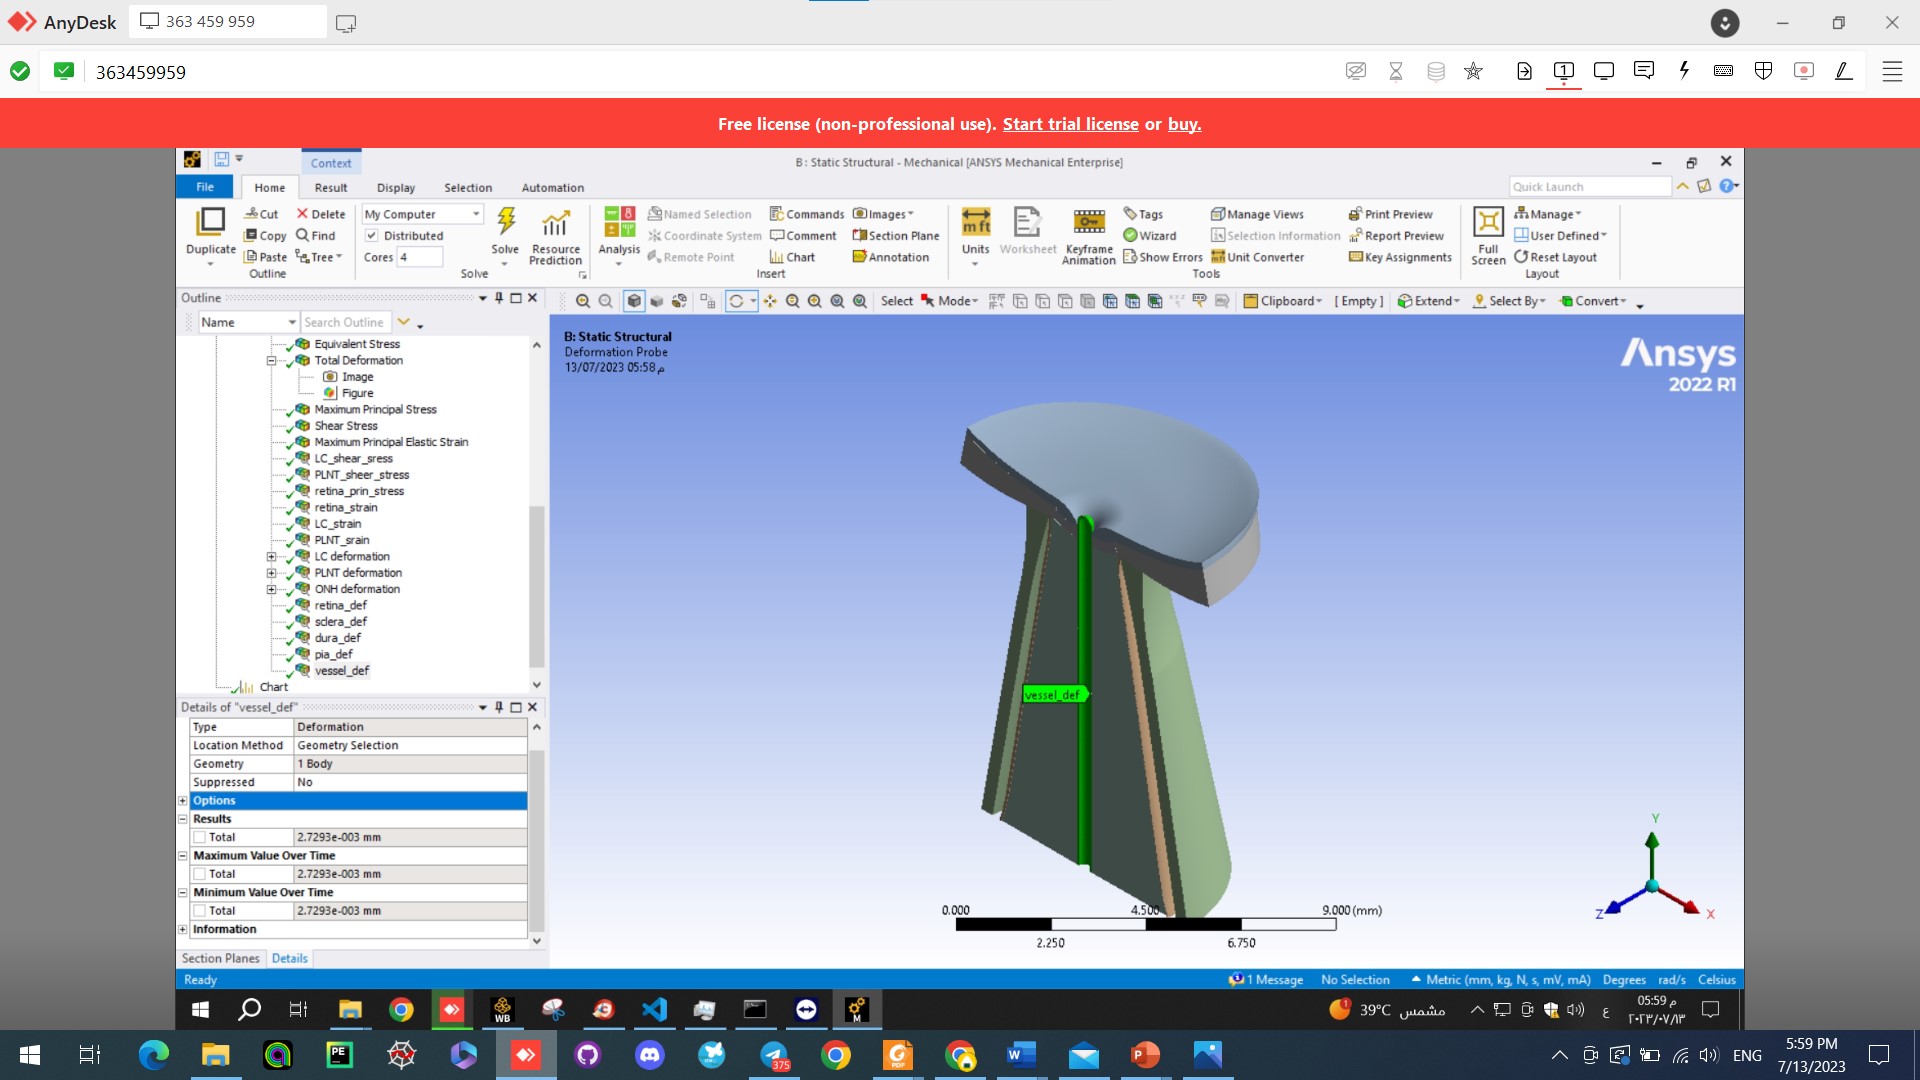 AnyDesk
363 459 959
363459959
Free license (non-professional use). Start trial license or buy.
Context
B : Static Structural - Mechanical [ANSYS Mechanical Enterprise]
File Home Result Display Selection Automation
Quick Launch
Duplicate
Cut
Copy
Paste
Delete
Find
Tree
Outline
My Computer
Distributed
Cores 4
Solve
Resource Prediction
Solve
Analysis
Named Selection
Coordinate System
Remote Point
Commands
Comment
Chart
Images
Section Plane
Annotation
Insert
Units
Worksheet
Keyframe Animation
Tags
Wizard
Show Errors
Manage Views
Selection Information
Unit Converter
Print Preview
Report Preview
Key Assignments
Tools
Full Screen
Manage
User Defined
Reset Layout
Layout
Outline
Name
Search Outline
Select Mode Clipboard [ Empty ] Extend Select By Convert
Equivalent Stress
Total Deformation
Image
Figure
Maximum Principal Stress
Shear Stress
Maximum Principal Elastic Strain
LC_shear_sress
PLNT_sheer_stress
retina_prin_stress
retina_strain
LC_strain
PLNT_srain
LC deformation
PLNT deformation
ONH deformation
retina_def
sclera_def
dura_def
pia_def
vessel_def
Chart
Details of "vessel_def"
Type Deformation
Location Method Geometry Selection
Geometry 1 Body
Suppressed No
Options
Results
Total 2.7293e-003 mm
Maximum Value Over Time
Total 2.7293e-003 mm
Minimum Value Over Time
Total 2.7293e-003 mm
Information
Section Planes Details
B: Static Structural
Deformation Probe
13/07/2023 05:58 م
Ansys
2022 R1
vessel_def
0.000 4.500 9.000 (mm)
2.250 6.750
Y
Z X
Ready
1 Message No Selection Metric (mm, kg, N, s, mV, mA) Degrees rad/s Celsius
WB
M
1
39°C مشمس
ع
05:59 م
٢٠٢٣/٠٧/١٣
PE
375
PDF
W
P
ENG
5:59 PM
7/13/2023